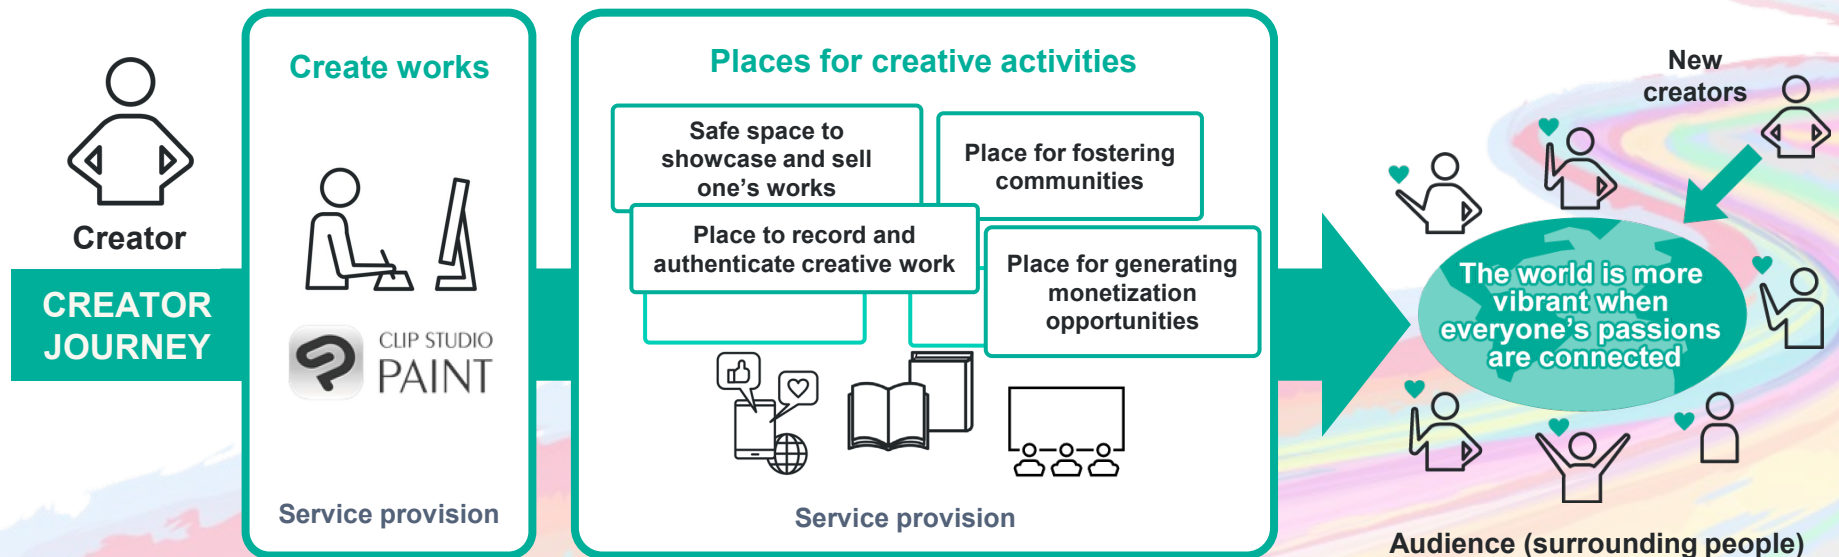 Creator
CREATOR
JOURNEY
Create works
CLIP STUDIO
PAINT
Service provision
Places for creative activities
Safe space to
showcase and sell
one's works
Place for fostering
communities
Place to record and
authenticate creative work
Place for generating
monetization
opportunities
Service provision
New
creators
The world is more
vibrant when
everyone's passions
are connected
Audience (surrounding people)